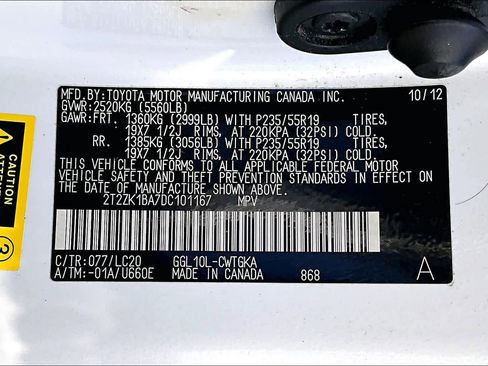 MFD.BY:TOYOTA MOTOR MANUFACTURING CANADA INC. 10/12
GVWR:2520KG (5560LB)
GAWR:FRT. 1360KG (2999LB) WITH P235/55R19 TIRES,
19X7 1/2J RIMS, AT 220KPA (32PSI) COLD.
RR. 1385KG (3056LB) WITH P235/55R19 TIRES,
19X7 1/2J RIMS, AT 220KPA (32PSI) COLD.
THIS VEHICLE CONFORMS TO ALL APPLICABLE FEDERAL MOTOR
VEHICLE SAFETY AND THEFT PREVENTION STANDARDS IN EFFECT
ON THE DATE OF MANUFACTURE SHOWN ABOVE.
2T2ZK1BA7DC101167 MPV
C/TR:077/LC20 GGL10L-CWTGKA
A/TM:-01A/U660E MADE IN CANADA 868 A